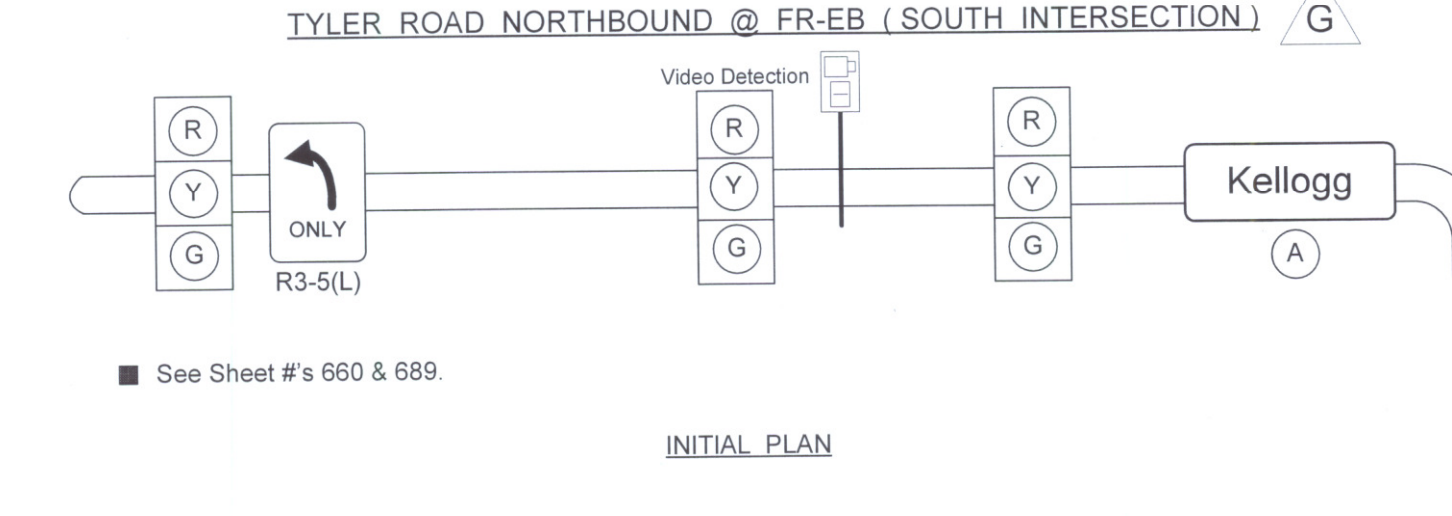 TYLER ROAD NORTHBOUND @ FR-EB ( SOUTH INTERSECTION )
G
Video Detection
R
Y
G
ONLY
R3-5(L)
R
Y
G
R
Y
G
Kellogg
A
See Sheet #'s 660 & 689.
INITIAL PLAN